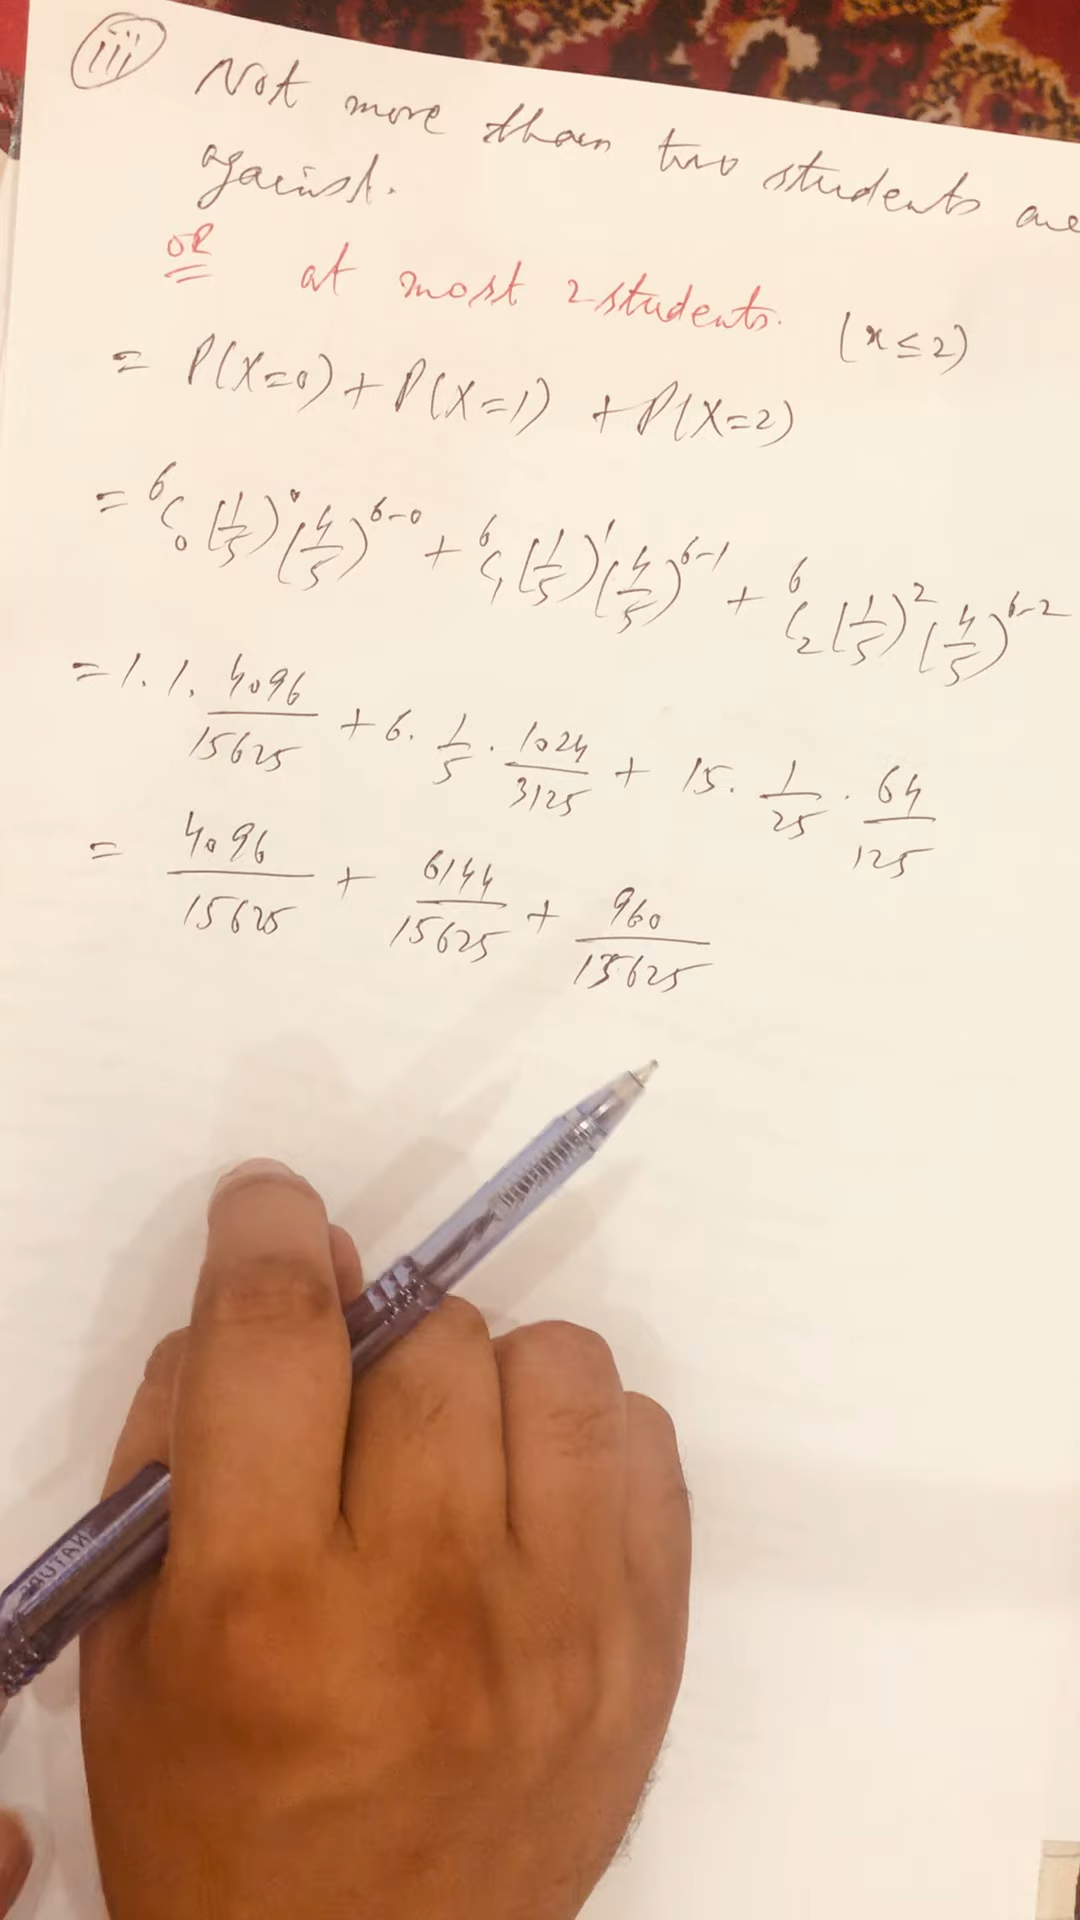 iii Not more than two students are
against.
OR at most 2 students. (x≤2)
= P(X=0) + P(X=1) + P(X=2)
= ⁶C₀ (1/5)⁰ (4/5)⁶⁻⁰ + ⁶C₁ (1/5)¹ (4/5)⁶⁻¹ + ⁶C₂ (1/5)² (4/5)⁶⁻²
= 1. 1. 4096/15625 + 6. 1/5 . 1024/3125 + 15. 1/25 . 64/125
= 4096/15625 + 6144/15625 + 960/15625